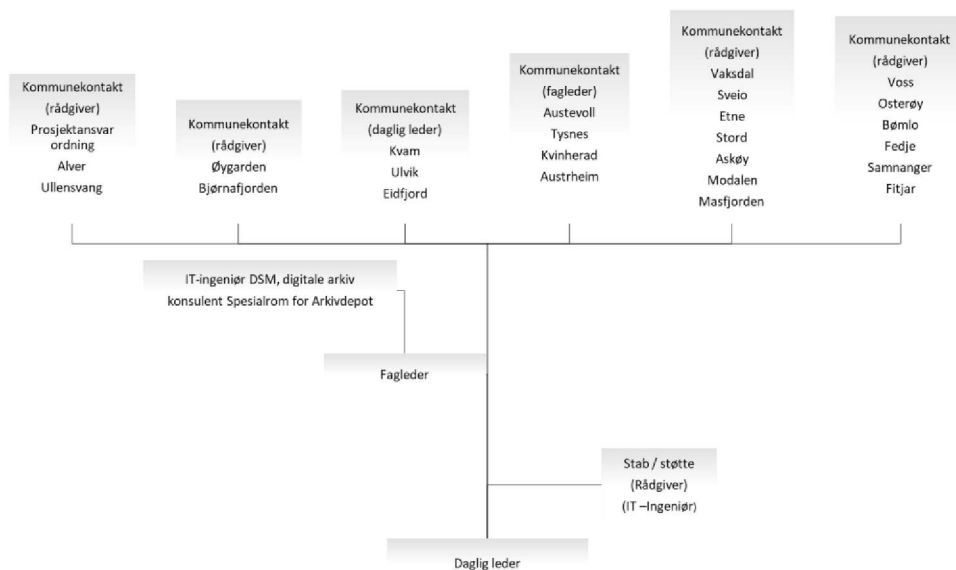 Kommunekontakt
(rådgiver)
Prosjektansvar
ordning
Alver
Ullensvang
Kommunekontakt
(rådgiver)
Øygarden
Bjørnafjorden
Kommunekontakt
(daglig leder)
Kvam
Ulvik
Eidfjord
Kommunekontakt
(fagleder)
Austevoll
Tysnes
Kvinherad
Austrheim
Kommunekontakt
(rådgiver)
Vaksdal
Sveio
Etne
Stord
Askøy
Modalen
Masfjorden
Kommunekontakt
(rådgiver)
Voss
Osterøy
Bømlo
Fedje
Samnanger
Fitjar
IT-ingeniør DSM, digitale arkiv
konsulent Spesialrom for Arkivdepot
Fagleder
Stab / støtte
(Rådgiver)
(IT –Ingeniør)
Daglig leder